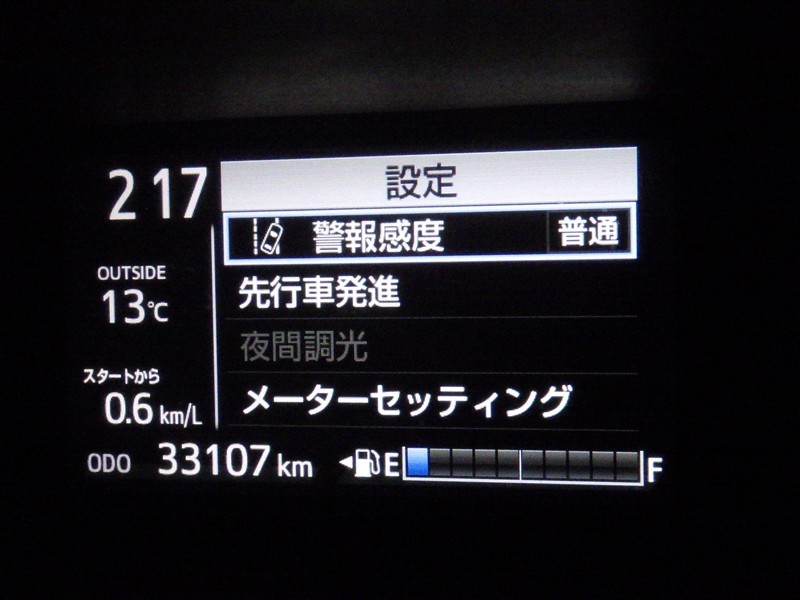 2 17
設定
警報感度 普通
OUTSIDE
13℃
先行車発進
夜間調光
スタートから
0.6 km/L
メーターセッティング
ODO 33107 km E F